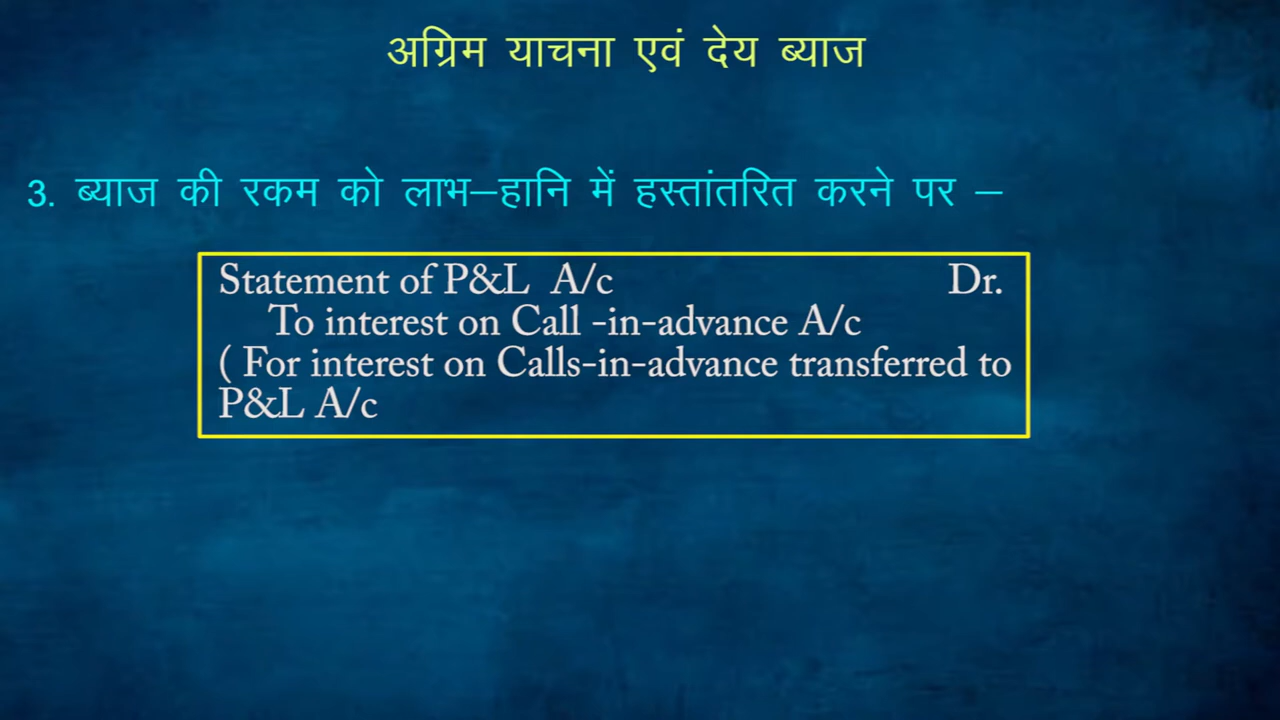 अग्रिम याचना एवं देय ब्याज
3. ब्याज की रकम को लाभ–हानि में हस्तांतरित करने पर –
Statement of P&L A/c Dr.
To interest on Call -in-advance A/c
( For interest on Calls-in-advance transferred to
P&L A/c